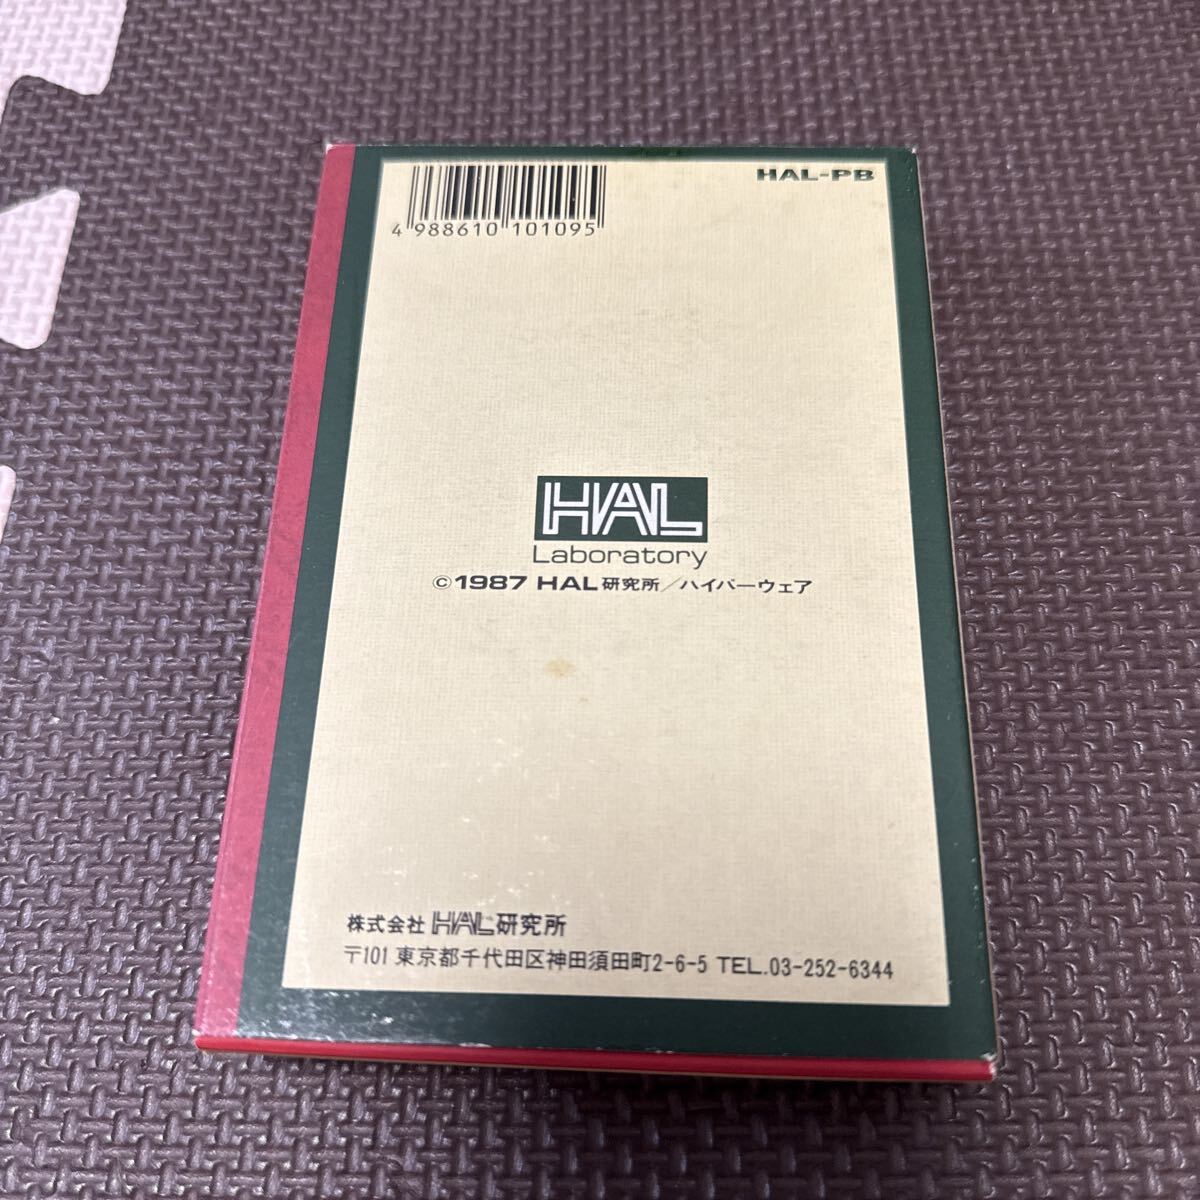 HAL-PB
4 988610 101095
HAL
Laboratory
©1987 HAL研究所/ハイパーウェア
株式会社 HAL研究所
〒101 東京都千代田区神田須田町2-6-5 TEL.03-252-6344